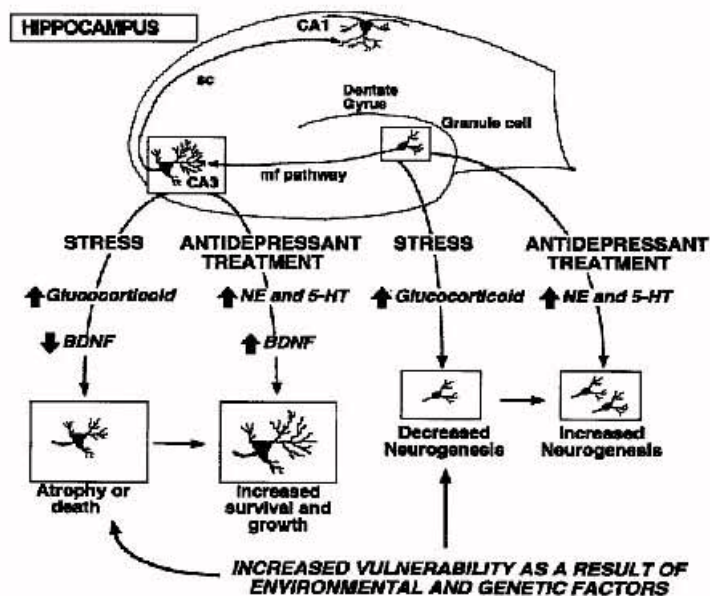 HIPPOCAMPUS
CA1
sc
Dentate
Gyrus
Granule cell
CA3
mf pathway
STRESS
ANTIDEPRESSANT
TREATMENT
STRESS
ANTIDEPRESSANT
TREATMENT
Glucocorticoid
NE and 5-HT
Glucocorticoid
NE and 5-HT
BDNF
BDNF
Atrophy or
death
Increased
survival and
growth
Decreased
Neurogenesis
Increased
Neurogenesis
INCREASED VULNERABILITY AS A RESULT OF
ENVIRONMENTAL AND GENETIC FACTORS